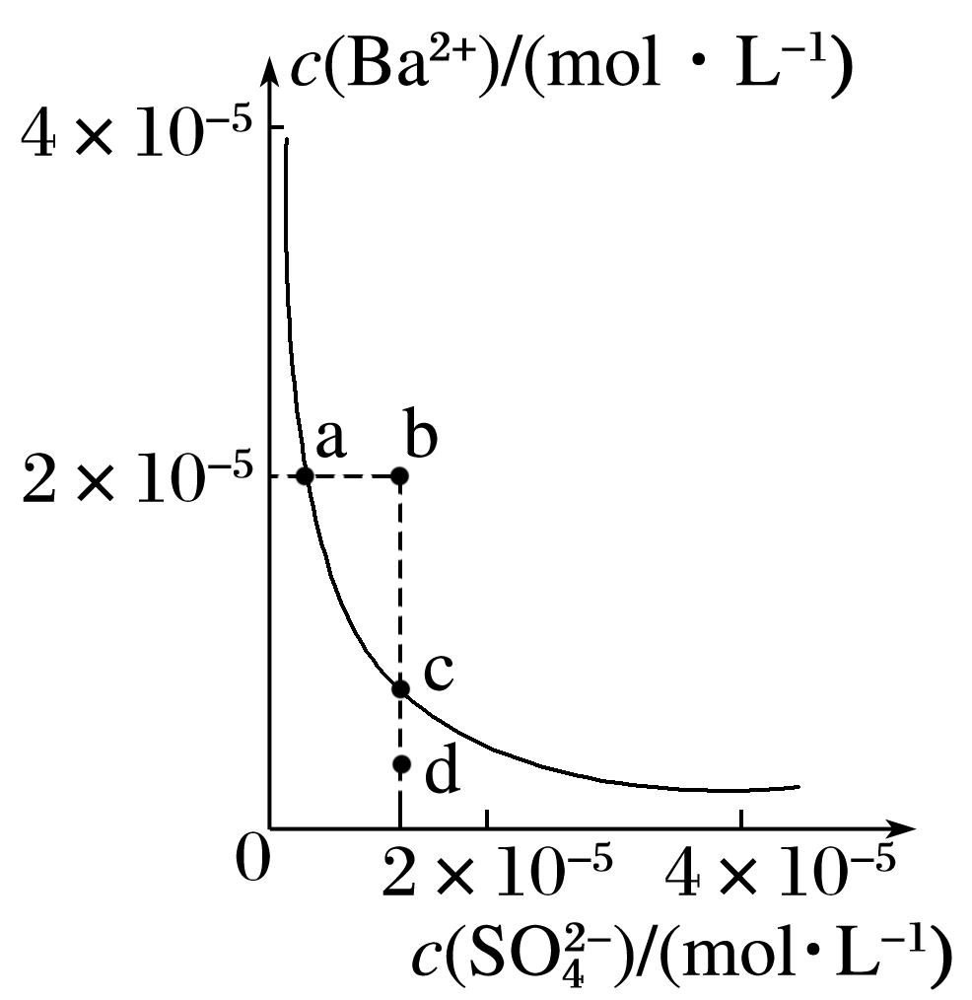 c(Ba²⁺)/(mol · L⁻¹)
4×10⁻⁵
a b
2×10⁻⁵
c
d
0
2×10⁻⁵ 4×10⁻⁵
c(SO₄²⁻)/(mol·L⁻¹)